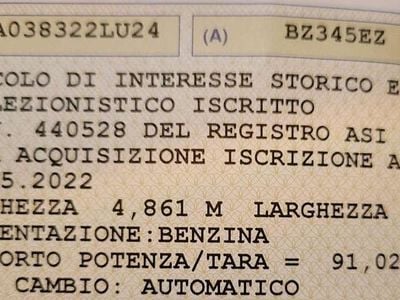 A038322LU24 (A) BZ345EZ
COLO DI INTERESSE STORICO E
LEZIONISTICO ISCRITTO
. 440528 DEL REGISTRO ASI
ACQUISIZIONE ISCRIZIONE A
5.2022
HEZZA 4,861 M LARGHEZZA
ENTAZIONE:BENZINA
ORTO POTENZA/TARA = 91,02
CAMBIO: AUTOMATICO